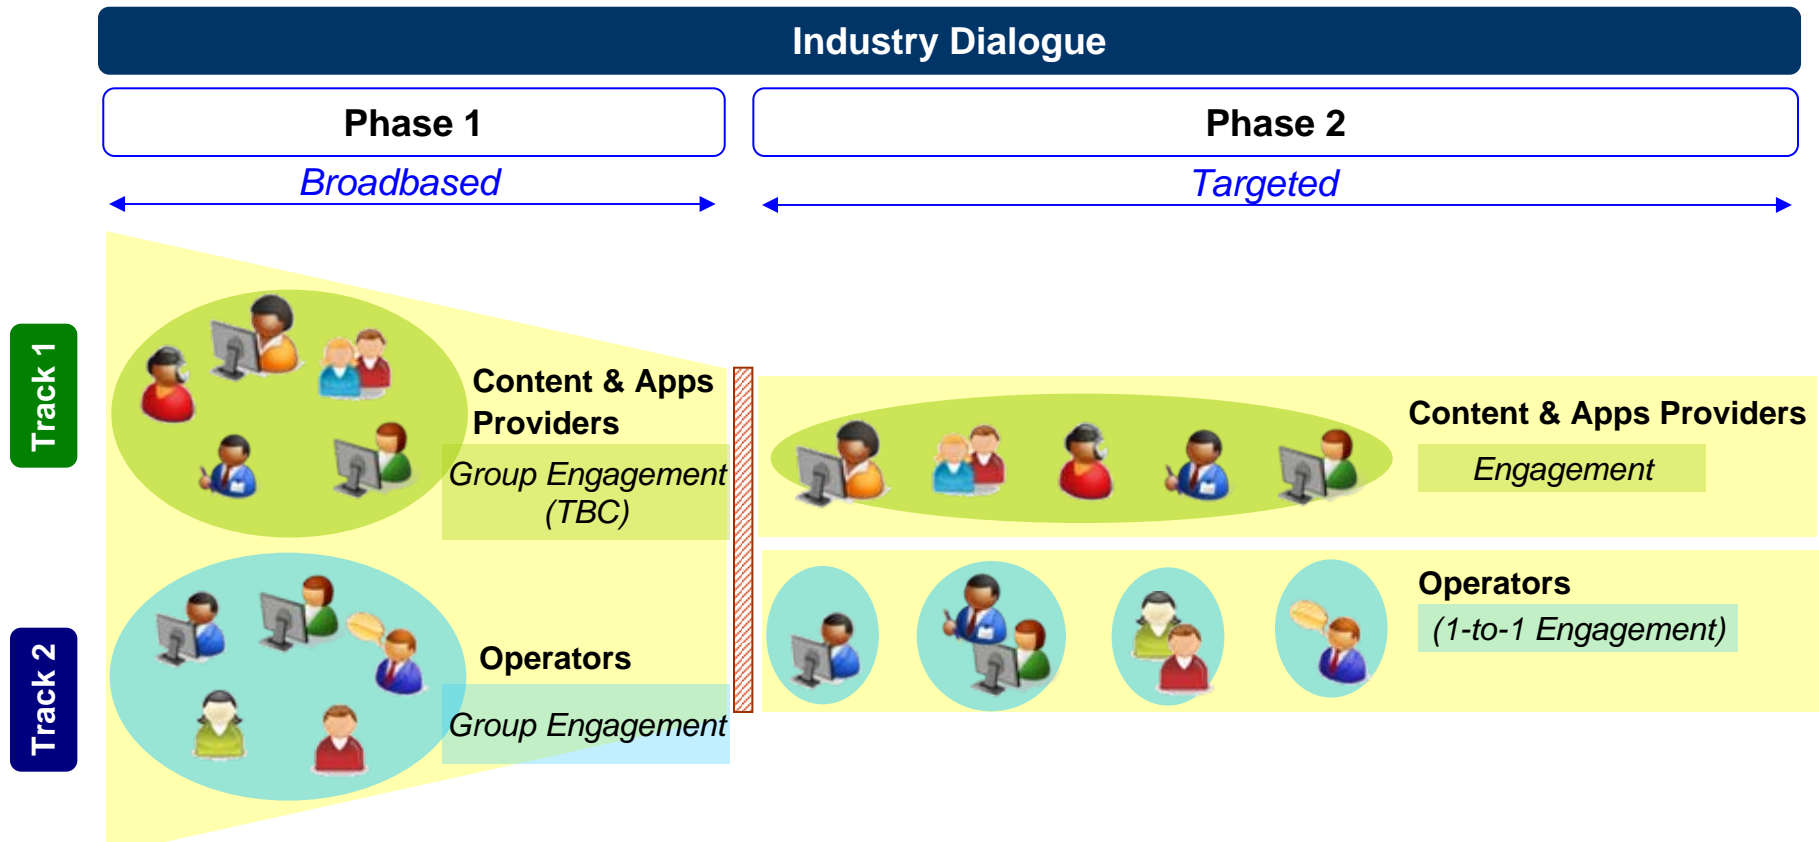 Industry Dialogue
Phase 1
Phase 2
Broadbased
Targeted
Track 1
Content & Apps
Providers
Group Engagement
(TBC)
Content & Apps Providers
Engagement
Track 2
Operators
Group Engagement
Operators
(1-to-1 Engagement)